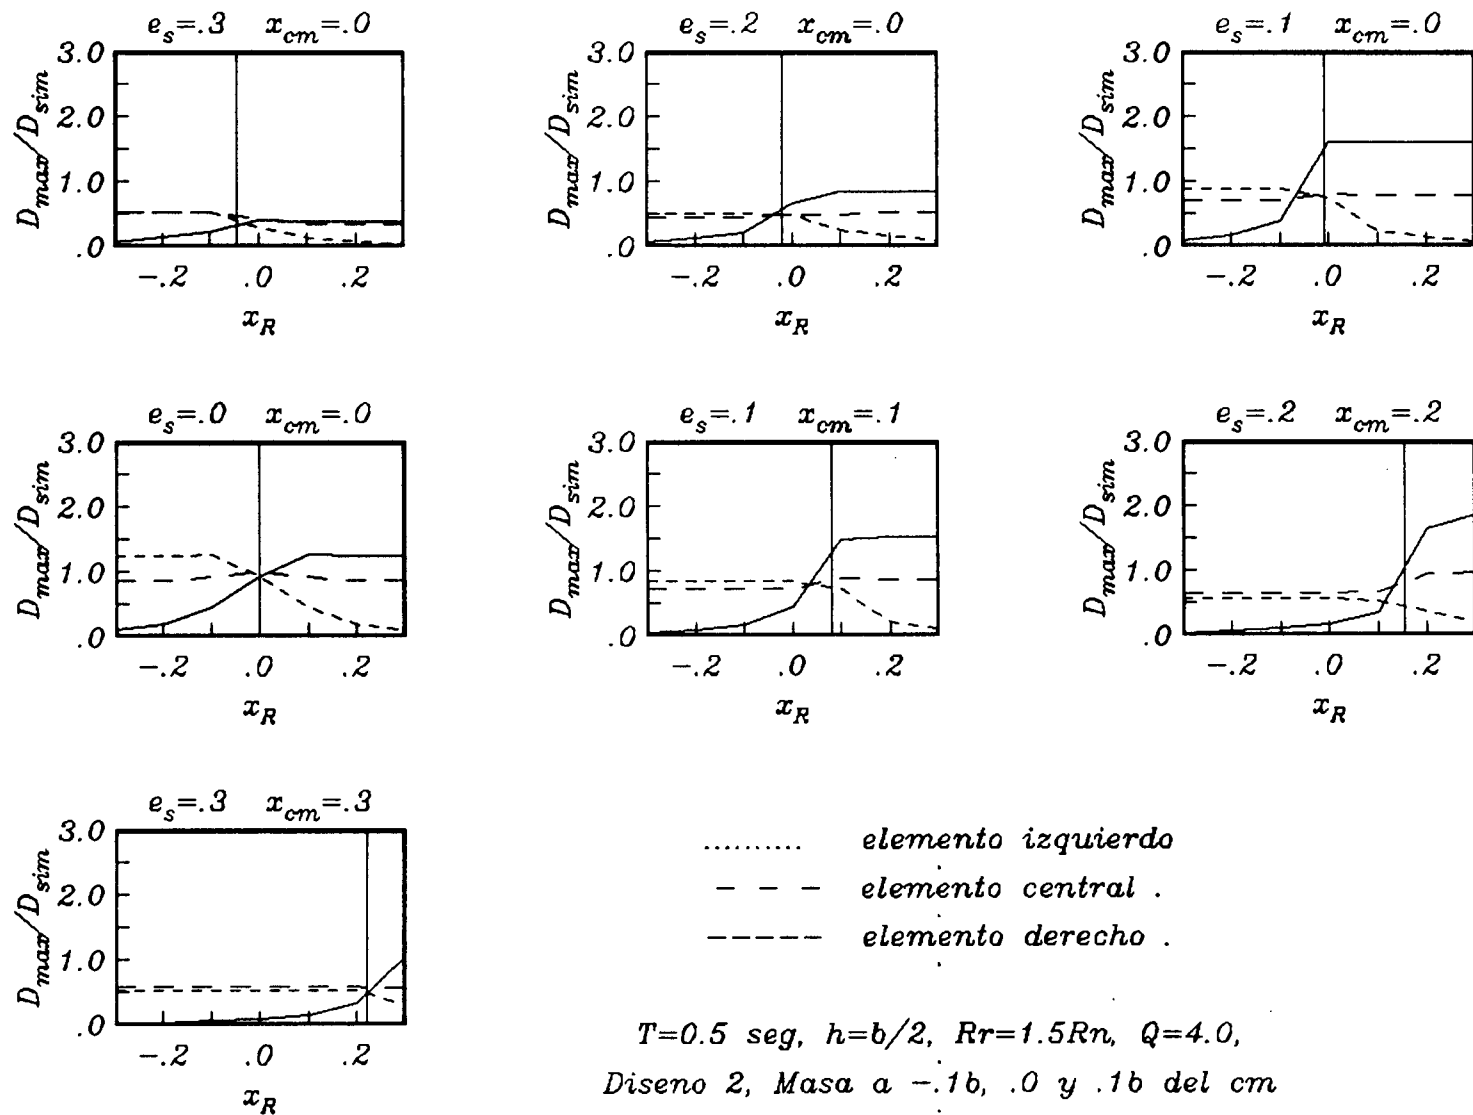 e_s=.3 x_cm=.0
D_max/D_sim
3.0
2.0
1.0
.0
-.2 .0 .2
x_R
e_s=.2 x_cm=.0
D_max/D_sim
3.0
2.0
1.0
.0
-.2 .0 .2
x_R
e_s=.1 x_cm=.0
D_max/D_sim
3.0
2.0
1.0
.0
-.2 .0 .2
x_R
e_s=.0 x_cm=.0
D_max/D_sim
3.0
2.0
1.0
.0
-.2 .0 .2
x_R
e_s=.1 x_cm=.1
D_max/D_sim
3.0
2.0
1.0
.0
-.2 .0 .2
x_R
e_s=.2 x_cm=.2
D_max/D_sim
3.0
2.0
1.0
.0
-.2 .0 .2
x_R
e_s=.3 x_cm=.3
D_max/D_sim
3.0
2.0
1.0
.0
-.2 .0 .2
x_R
elemento izquierdo
elemento central .
elemento derecho .
T=0.5 seg, h=b/2, Rr=1.5Rn, Q=4.0,
Diseno 2, Masa a -.1b, .0 y .1b del cm